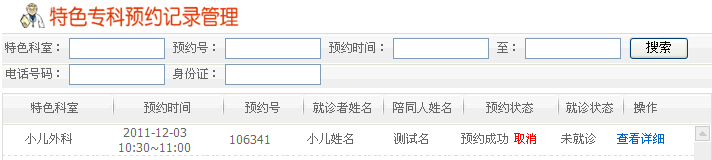 特色专科预约记录管理
特色科室： 预约号： 预约时间： 至： 搜索
电话号码： 身份证：
特色科室 预约时间 预约号 就诊者姓名 陪同人姓名 预约状态 就诊状态 操作
小儿外科 2011-12-03 10:30~11:00 106341 小儿姓名 测试名 预约成功 取消 未就诊 查看详细